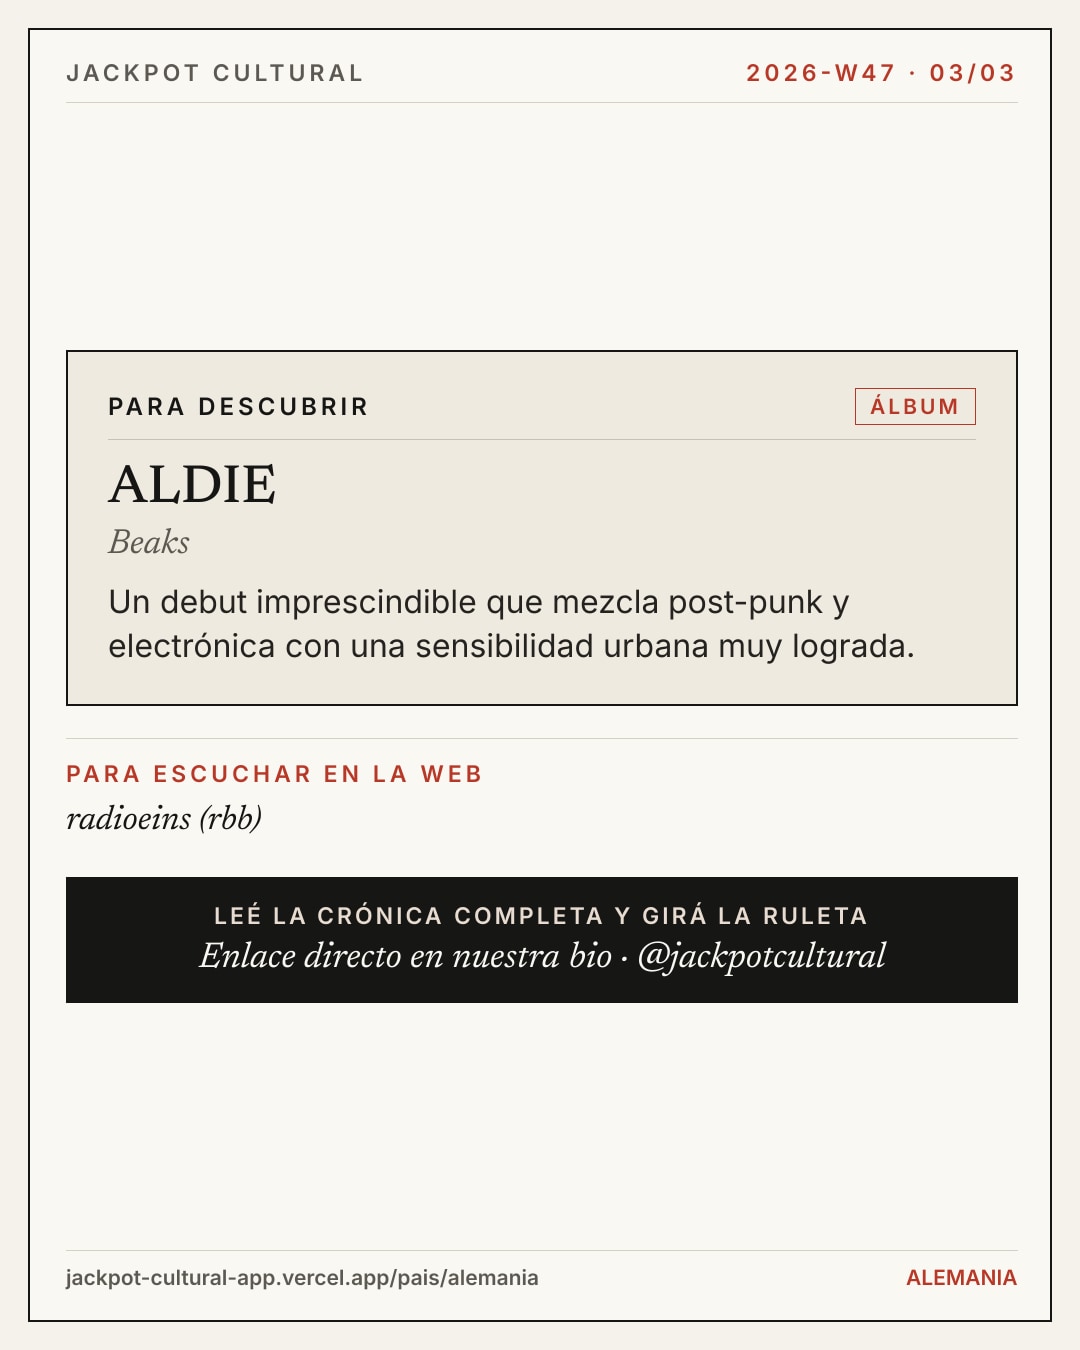 JACKPOT CULTURAL
2026-W47 · 03/03
PARA DESCUBRIR
ÁLBUM
ALDIE
Beaks
Un debut imprescindible que mezcla post-punk y
electrónica con una sensibilidad urbana muy lograda.
PARA ESCUCHAR EN LA WEB
radioeins (rbb)
LEÉ LA CRÓNICA COMPLETA Y GIRÁ LA RULETA
Enlace directo en nuestra bio · @jackpotcultural
jackpot-cultural-app.vercel.app/pais/alemania
ALEMANIA